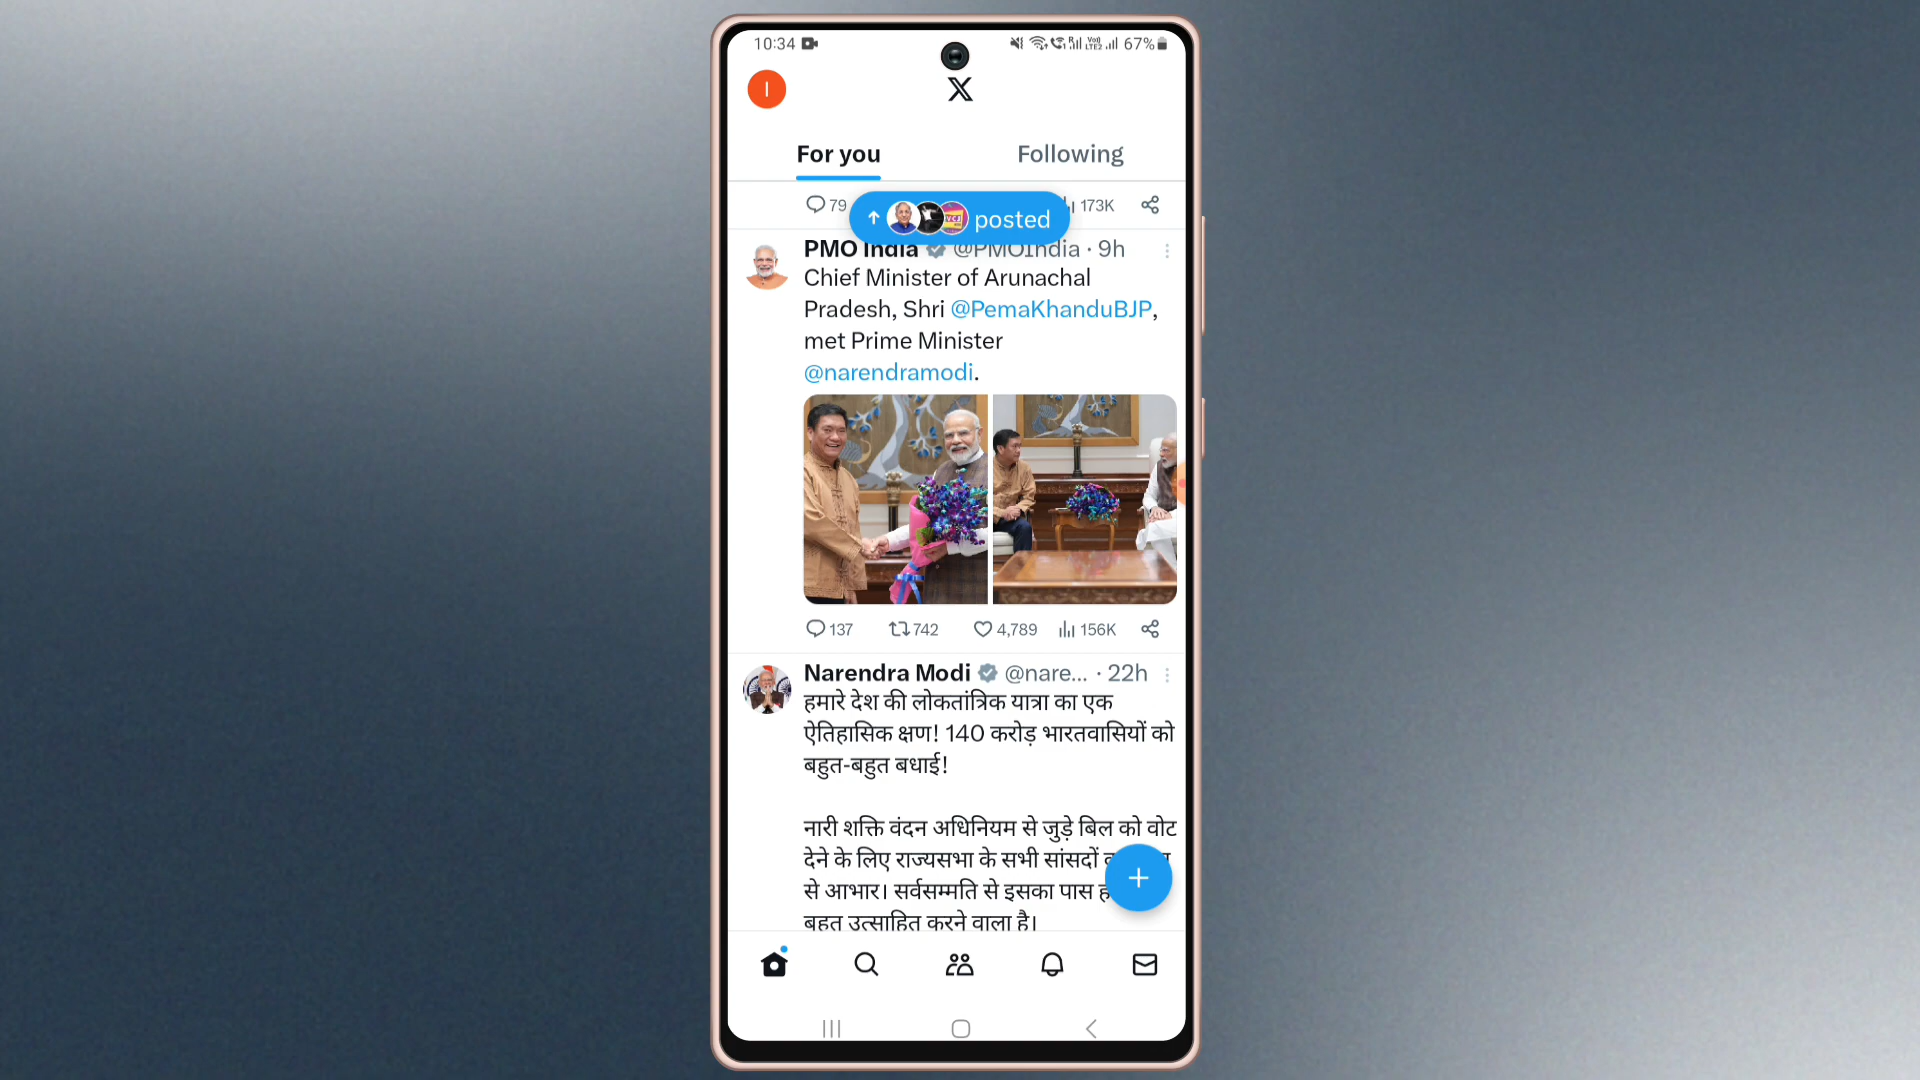 10:34
67%
I
X
For you
Following
79
posted
173K
PMO India @PMOIndia · 9h
Chief Minister of Arunachal
Pradesh, Shri @PemaKhanduBJP,
met Prime Minister
@narendramodi.
137
742
4,789
156K
Narendra Modi @nare... · 22h
हमारे देश की लोकतांत्रिक यात्रा का एक
ऐतिहासिक क्षण! 140 करोड़ भारतवासियों को
बहुत-बहुत बधाई!
नारी शक्ति वंदन अधिनियम से जुड़े बिल को वोट
देने के लिए राज्यसभा के सभी सांसदों
से आभार। सर्वसम्मति से इसका पास
बहुत उत्साहित करने वाला है।